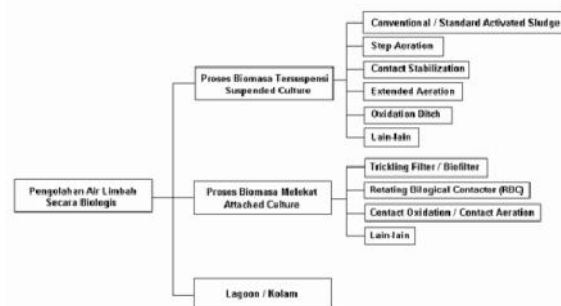 Pengolahan Air Limbah
Secara Biologis
Proses Biomasa Tersuspensi
Suspended Culture
Conventional / Standard Activated Sludge
Step Aeration
Contact Stabilization
Extended Aeration
Oxidation Ditch
Lain-lain
Proses Biomasa Melekat
Attached Culture
Trickling Filter / Biofilter
Rotating Bilogical Contactor (RBC)
Contact Oxidation / Contact Aeration
Lain-lain
Lagoon / Kolam